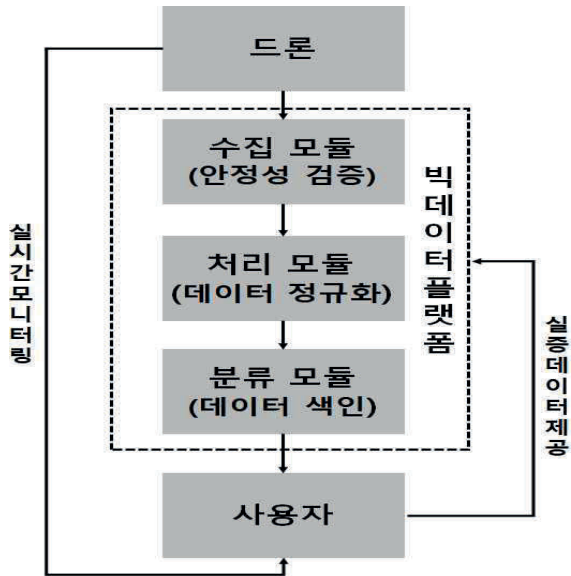 드론
수집 모듈
(안정성 검증)
처리 모듈
(데이터 정규화)
분류 모듈
(데이터 색인)
사용자
빅데이터플랫폼
실시간모니터링
실증데이터제공